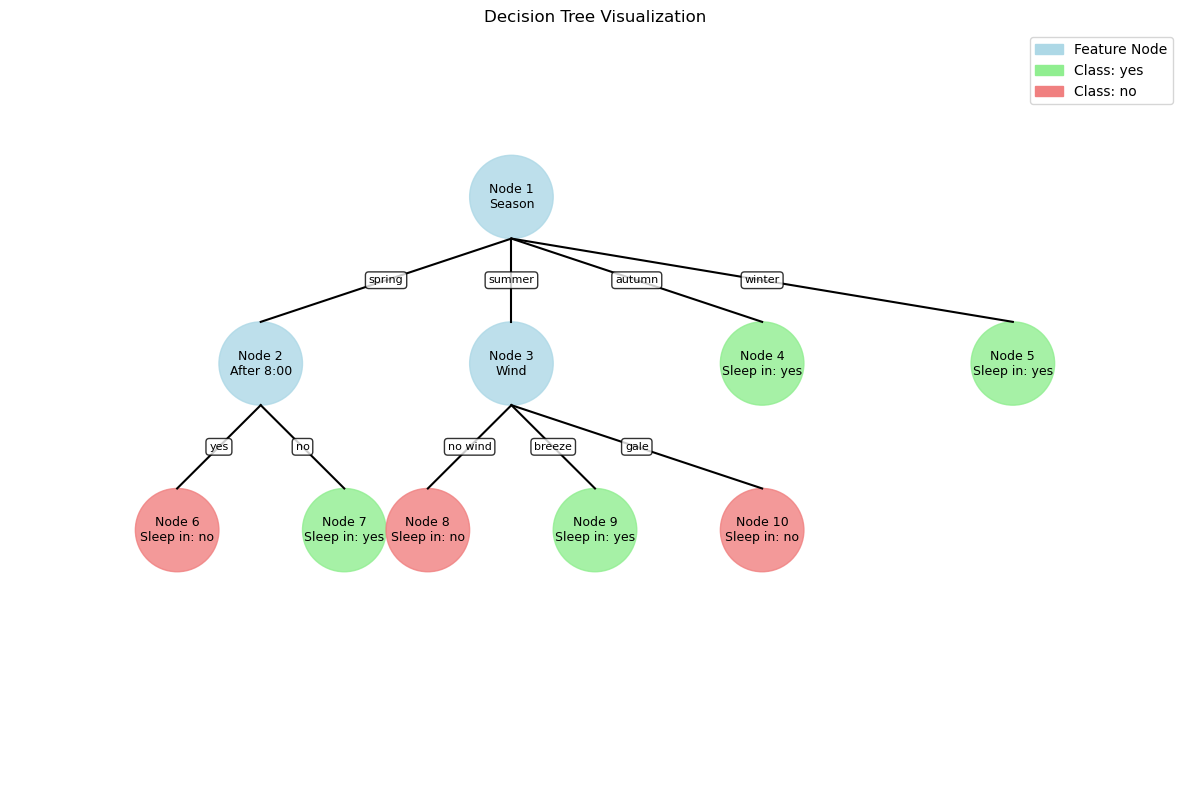 Decision Tree Visualization
Feature Node
Class: yes
Class: no
Node 1
Season
spring
summer
autumn
winter
Node 2
After 8:00
Node 3
Wind
Node 4
Sleep in: yes
Node 5
Sleep in: yes
yes
no
no wind
breeze
gale
Node 6
Sleep in: no
Node 7
Sleep in: yes
Node 8
Sleep in: no
Node 9
Sleep in: yes
Node 10
Sleep in: no